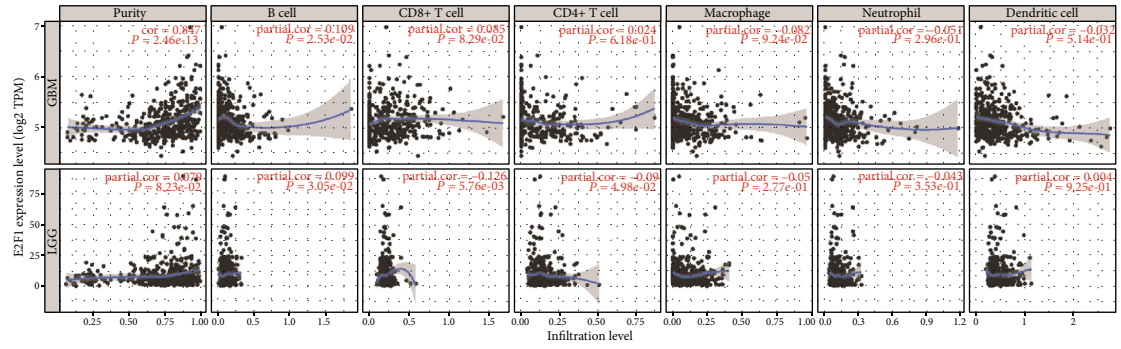 Purity
B cell
CD8+ T cell
CD4+ T cell
Macrophage
Neutrophil
Dendritic cell
E2F1 expression level (log2 TPM)
GBM
7
6
5
cor = 0.847
P = 2.46e-13
partial.cor = 0.109
P = 2.53e-02
partial.cor = 0.085
P = 8.29e-02
partial.cor = 0.024
P = 6.18e-01
partial.cor = −0.082
P = 9.24e-02
partial.cor = −0.051
P = 2.96e-01
partial.cor = −0.032
P = 5.14e-01
LGG
75
50
25
0
partial.cor = 0.079
P = 8.23e-02
partial.cor = 0.099
P = 3.05e-02
partial.cor = −0.126
P = 5.76e-03
partial.cor = −0.09
P = 4.98e-02
partial.cor = −0.05
P = 2.77e-01
partial.cor = −0.043
P = 3.53e-01
partial.cor = 0.004
P = 9.25e-01
0.25 0.50 0.75 1.00
0.0 0.5 1.0 1.5
0.0 0.5 1.0 1.5
0.00 0.25 0.50 0.75
0.00 0.25 0.50 0.75 1.00
0.0 0.3 0.6 0.9 1.2
0 1 2
Infiltration level